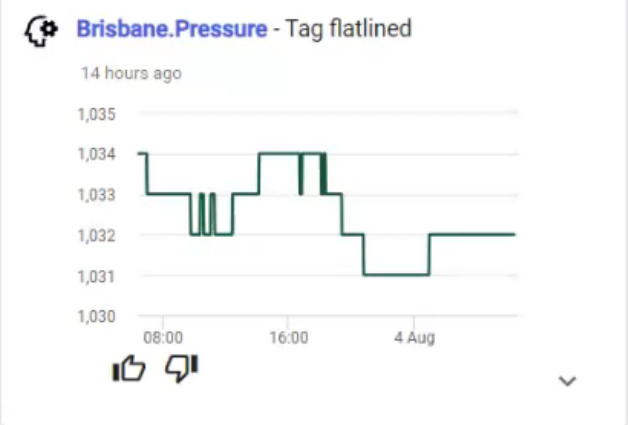 Brisbane.Pressure - Tag flatlined
14 hours ago
1,035
1,034
1,033
1,032
1,031
1,030
08:00 16:00 4 Aug